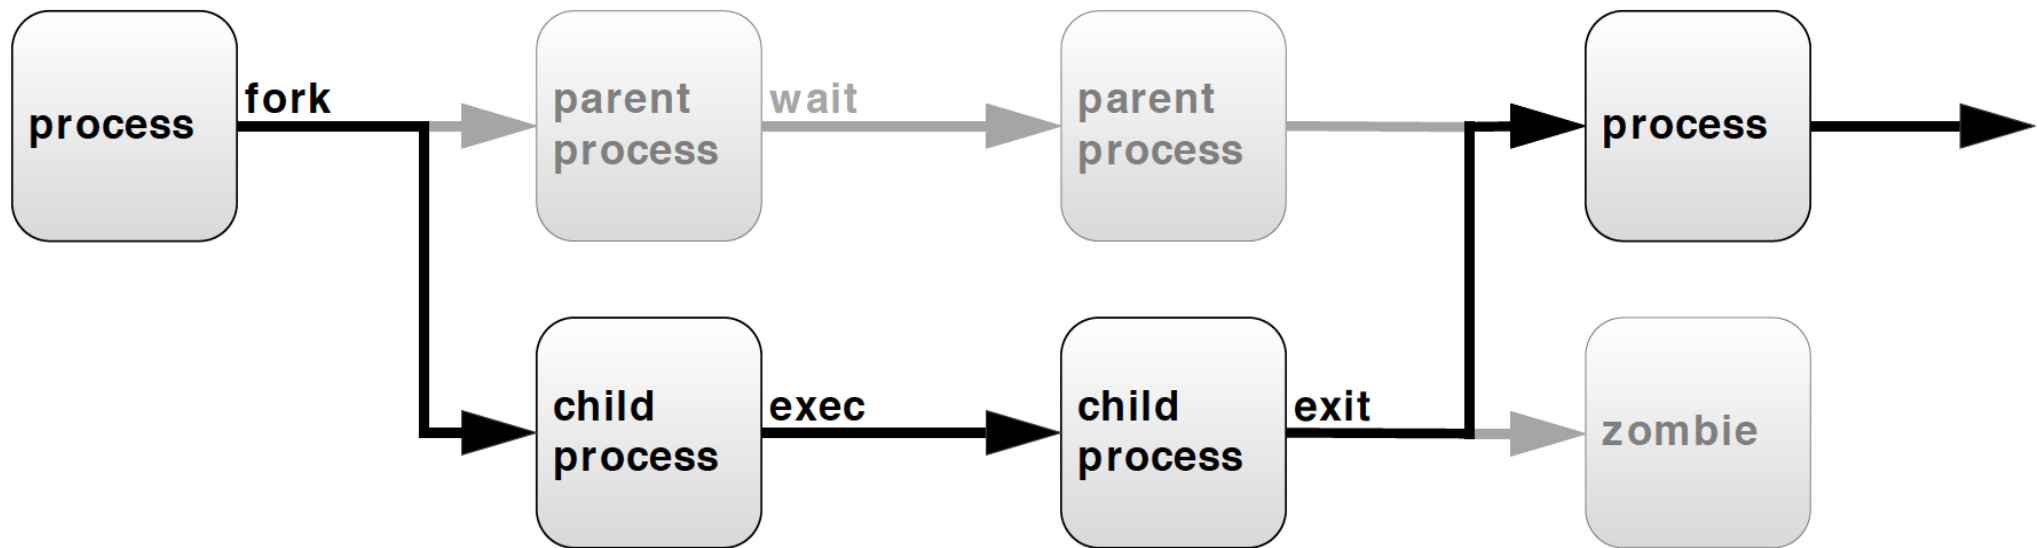 process
fork
parent
process
wait
parent
process
process
child
process
exec
child
process
exit
zombie